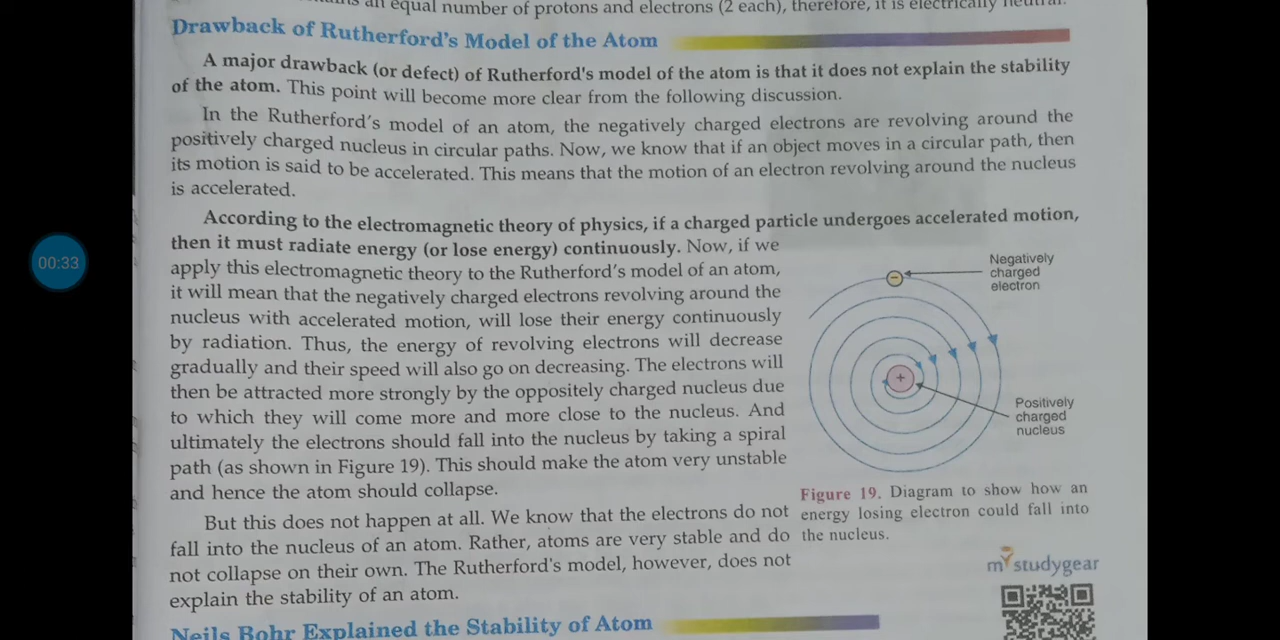 an equal number of protons and electrons (2 each), therefore, it is electrically neutral.
Drawback of Rutherford's Model of the Atom
A major drawback (or defect) of Rutherford's model of the atom is that it does not explain the stability
of the atom. This point will become more clear from the following discussion.
In the Rutherford's model of an atom, the negatively charged electrons are revolving around the
positively charged nucleus in circular paths. Now, we know that if an object moves in a circular path, then
its motion is said to be accelerated. This means that the motion of an electron revolving around the nucleus
is accelerated.
According to the electromagnetic theory of physics, if a charged particle undergoes accelerated motion,
then it must radiate energy (or lose energy) continuously. Now, if we
apply this electromagnetic theory to the Rutherford's model of an atom,
it will mean that the negatively charged electrons revolving around the
nucleus with accelerated motion, will lose their energy continuously
by radiation. Thus, the energy of revolving electrons will decrease
gradually and their speed will also go on decreasing. The electrons will
then be attracted more strongly by the oppositely charged nucleus due
to which they will come more and more close to the nucleus. And
ultimately the electrons should fall into the nucleus by taking a spiral
path (as shown in Figure 19). This should make the atom very unstable
and hence the atom should collapse.
But this does not happen at all. We know that the electrons do not
fall into the nucleus of an atom. Rather, atoms are very stable and do
not collapse on their own. The Rutherford's model, however, does not
explain the stability of an atom.
Negatively
charged
electron
−
+
Positively
charged
nucleus
Figure 19. Diagram to show how an
energy losing electron could fall into
the nucleus.
mystudygear
Neils Bohr Explained the Stability of Atom
00:33